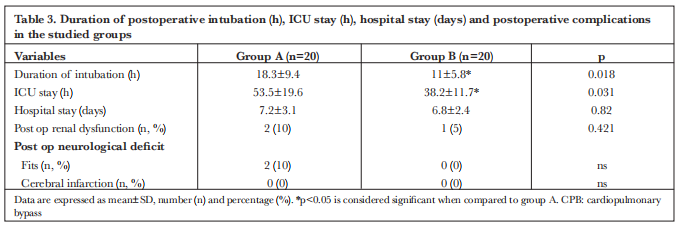 Table 3. Duration of postoperative intubation (h), ICU stay (h), hospital stay (days) and postoperative complications
in the studied groups
Variables Group A (n=20) Group B (n=20) p
Duration of intubation (h) 18.3±9.4 11±5.8* 0.018
ICU stay (h) 53.5±19.6 38.2±11.7* 0.031
Hospital stay (days) 7.2±3.1 6.8±2.4 0.82
Post op renal dysfunction (n, %) 2 (10) 1 (5) 0.421
Post op neurological deficit
Fits (n, %) 2 (10) 0 (0) ns
Cerebral infarction (n, %) 0 (0) 0 (0) ns
Data are expressed as mean±SD, number (n) and percentage (%). *p<0.05 is considered significant when compared to group A. CPB: cardiopulmonary
bypass